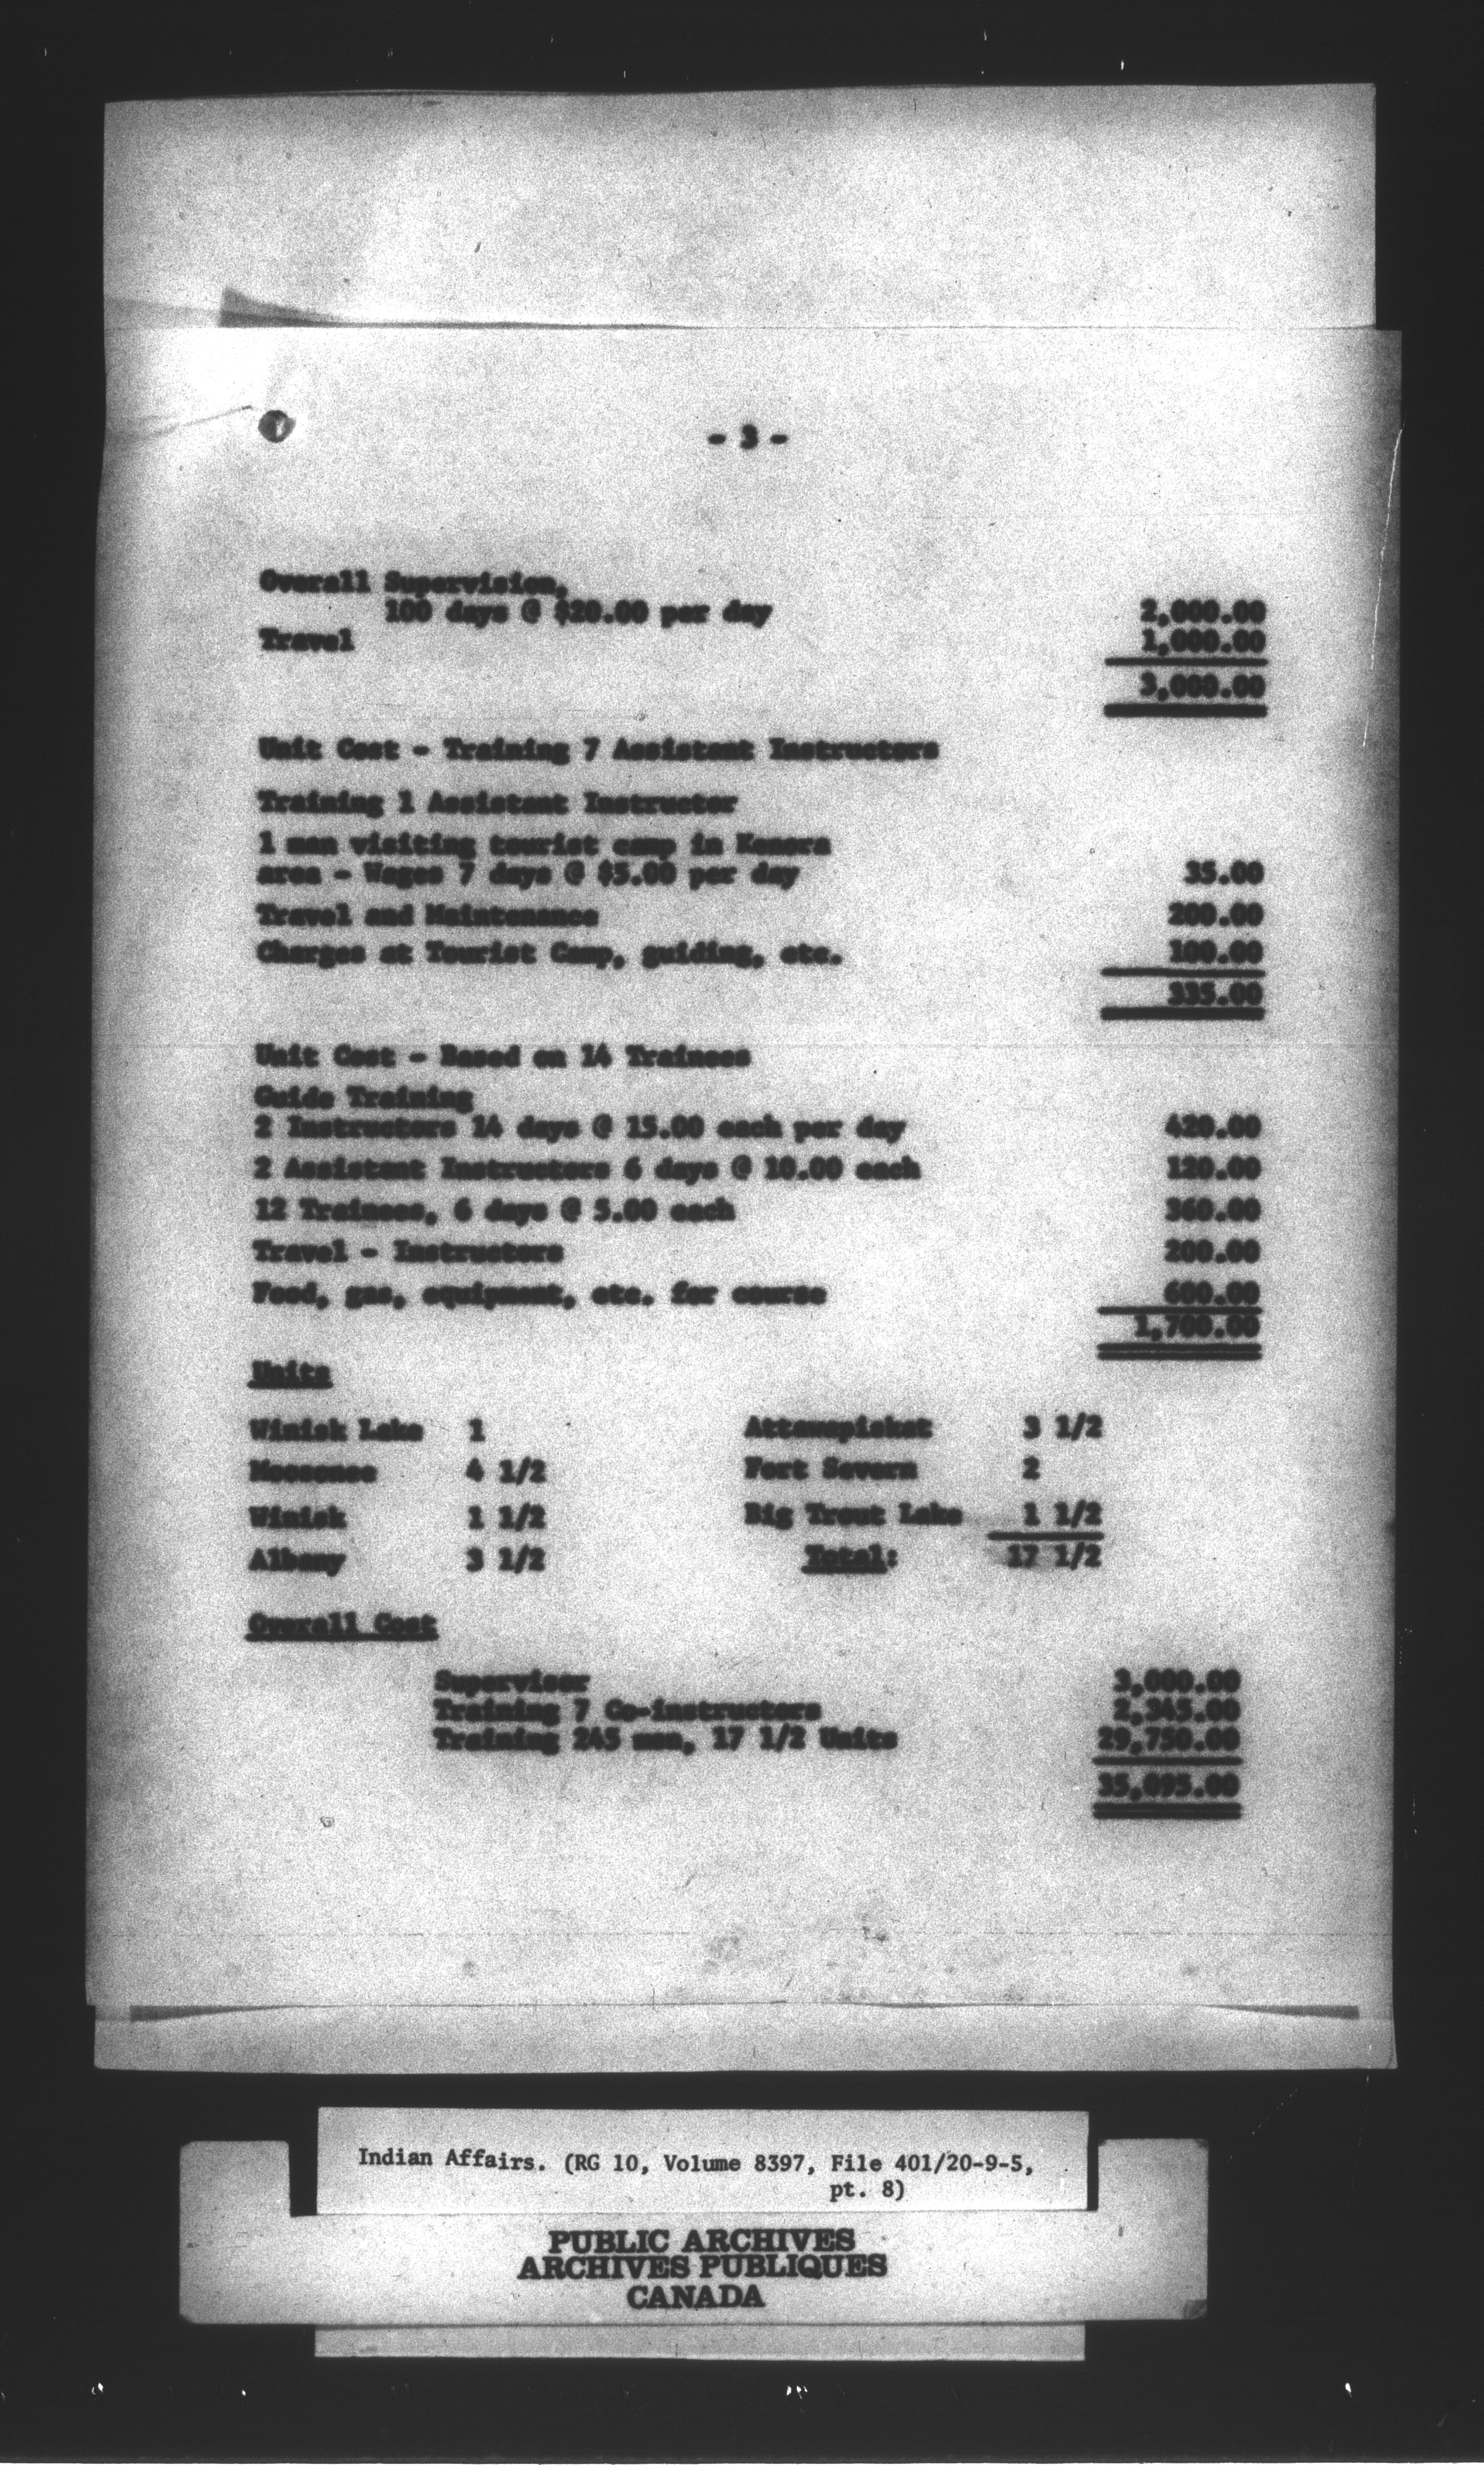 - 3 -
Overall Supervision,
100 days @ $20.00 per day 2,000.00
Travel 1,000.00
3,000.00
Unit Cost - Training 7 Assistant Instructors
Training 1 Assistant Instructor
1 man visiting tourist camp in Kenora
area - Wages 7 days @ $5.00 per day 35.00
Travel and Maintenance 200.00
Charges at Tourist Camp, guiding, etc. 100.00
335.00
Unit Cost - Based on 14 Trainees
Guide Training
2 Instructors 14 days @ 15.00 each per day 420.00
2 Assistant Instructors 6 days @ 10.00 each 120.00
12 Trainees, 6 days @ 5.00 each 360.00
Travel - Instructors 200.00
Food, gas, equipment, etc. for course 600.00
1,700.00
Units
Winisk Lake 1 Attawapiskat 3 1/2
Moosonee 4 1/2 Fort Severn 2
Winisk 1 1/2 Big Trout Lake 1 1/2
Albany 3 1/2 Total: 17 1/2
Overall Cost
Supervisor 3,000.00
Training 7 Co-instructors 2,345.00
Training 245 men, 17 1/2 Units 29,750.00
35,095.00
Indian Affairs. (RG 10, Volume 8397, File 401/20-9-5,
pt. 8)
PUBLIC ARCHIVES
ARCHIVES PUBLIQUES
CANADA